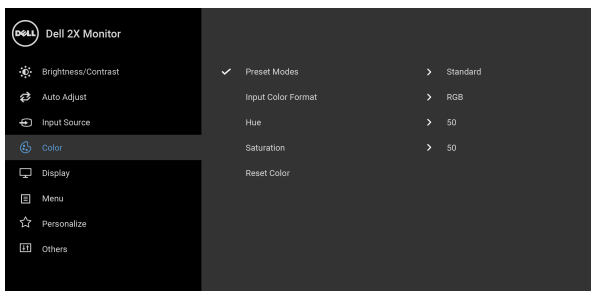 DELL Dell 2X Monitor
Brightness/Contrast
Auto Adjust
Input Source
Color
Display
Menu
Personalize
Others
Preset Modes Standard
Input Color Format RGB
Hue 50
Saturation 50
Reset Color